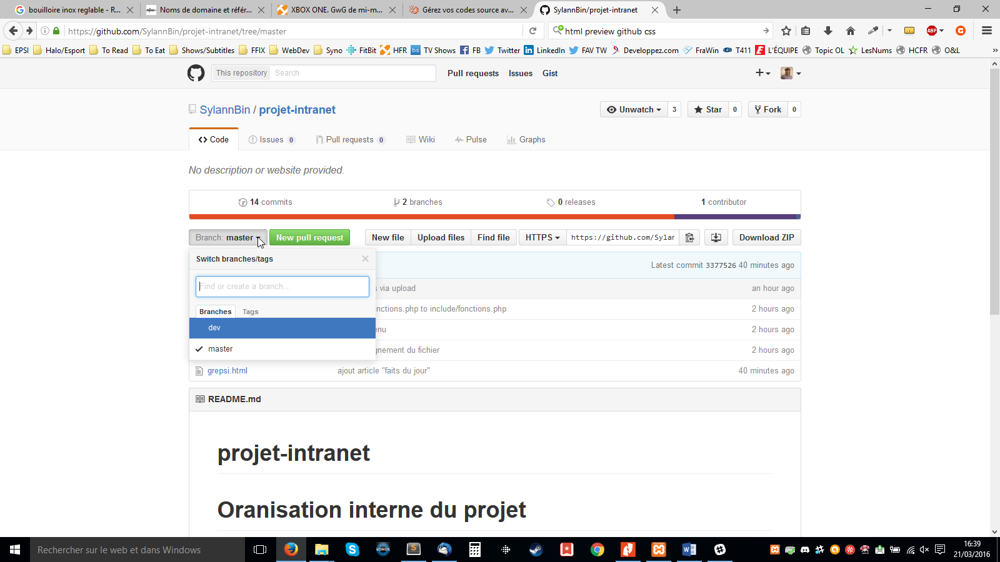 bouilloire inox reglable - R...
Noms de domaine et référ...
XBOX ONE. GwG de mi-m...
Gérez vos codes source av...
SylannBin/projet-intranet
https://github.com/SylannBin/projet-intranet/tree/master
html preview github css
ABP
EPSI
Halo/Esport
To Read
To Eat
Shows/Subtitles
FFIX
WebDev
Syno
FitBit
HFR
bs TV Shows
FB
Twitter
LinkedIn
FAV TW
Developpez.com
FraWin
T411
L'ÉQUIPE
Topic OL
LesNums
HCFR
O&L
This repository Search
Pull requests Issues Gist
SylannBin / projet-intranet
Unwatch 3
Star 0
Fork 0
Code
Issues 0
Pull requests 0
Wiki
Pulse
Graphs
No description or website provided.
14 commits
2 branches
0 releases
1 contributor
Branch: master
New pull request
New file
Upload files
Find file
HTTPS
https://github.com/Sylar
Download ZIP
Switch branches/tags
Find or create a branch...
Branches Tags
dev
master
Latest commit 3377526 40 minutes ago
via upload an hour ago
to include/fonctions.php 2 hours ago
2 hours ago
du fichier 2 hours ago
grepsi.html ajout article "faits du jour" 40 minutes ago
README.md
projet-intranet
Oranisation interne du projet
Rechercher sur le web et dans Windows
SONOS
16:39
21/03/2016